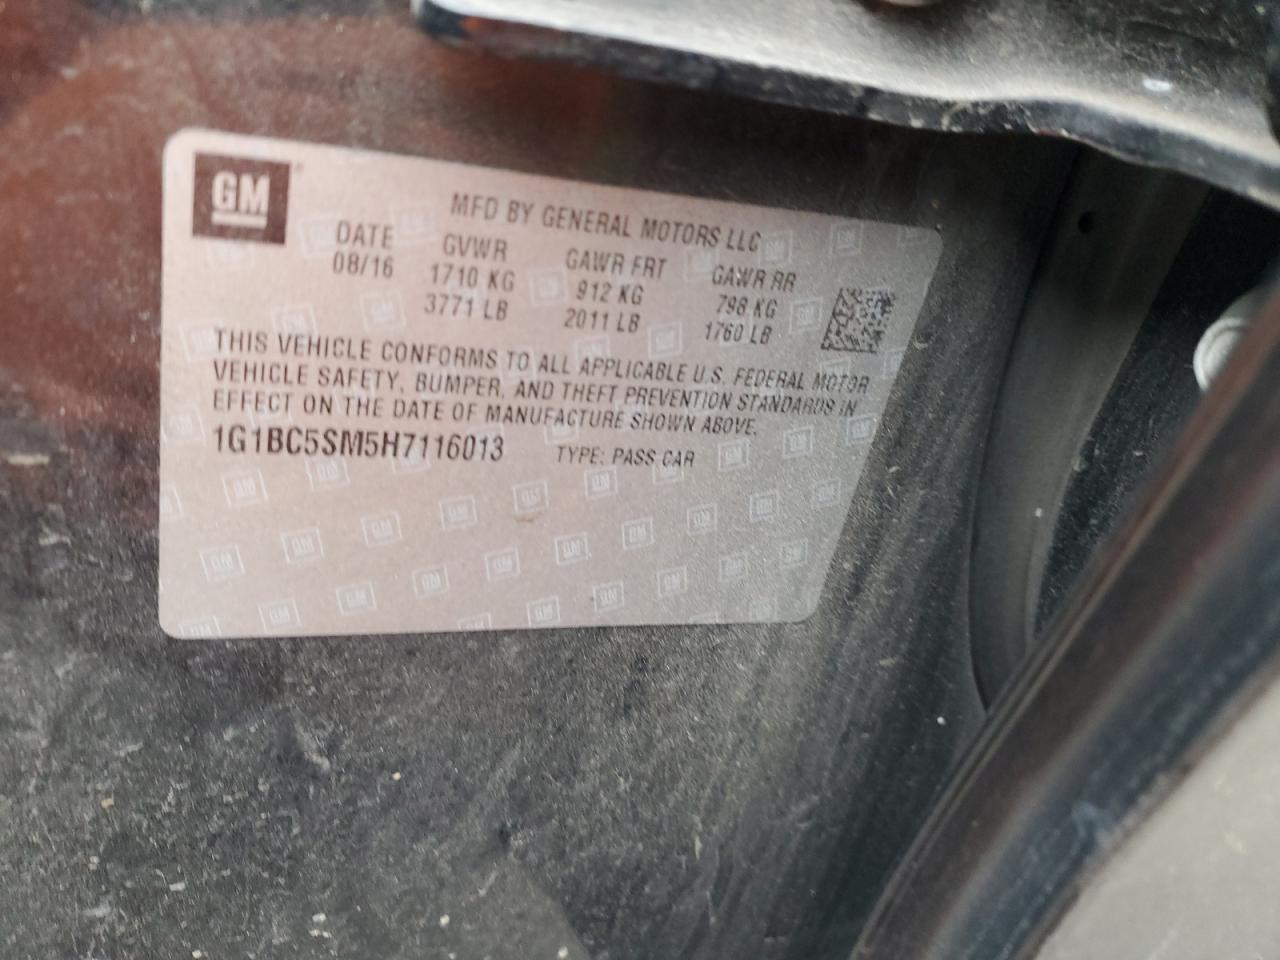 GM
MFD BY GENERAL MOTORS LLC
DATE GVWR GAWR FRT GAWR RR
08/16 1710 KG 912 KG 798 KG
3771 LB 2011 LB 1760 LB
THIS VEHICLE CONFORMS TO ALL APPLICABLE U.S. FEDERAL MOTOR
VEHICLE SAFETY, BUMPER, AND THEFT PREVENTION STANDARDS IN
EFFECT ON THE DATE OF MANUFACTURE SHOWN ABOVE.
1G1BC5SM5H7116013 TYPE: PASS CAR